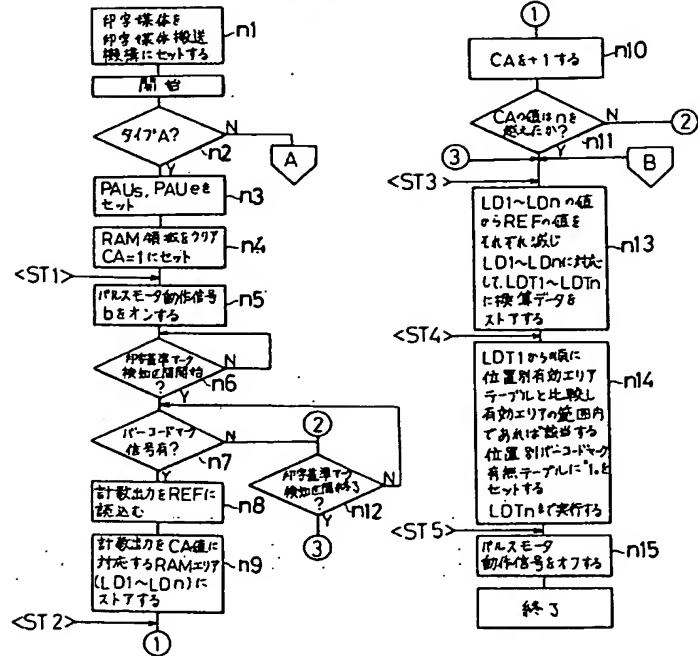 印字媒体を
印字媒体搬送
機構にセットする
n1
開始
タイプA?
N
n2
A
Y
PAUs, PAUeを
セット
n3
RAM領域をクリア
CA=1にセット
n4
<ST1>
パルスモータ動作信号
bをオンする
n5
印字基準マーク
検知区間開始
?
N
n6
Y
バーコードマーク
信号有?
N
n7
Y
計数出力をREFに
読込む
n8
計数出力をCA値に
対応するRAMエリア
(LD1~LDn)に
ストアする
n9
<ST2>
①
②
印字基準マーク
検知区間終了
?
N
n12
Y
③
①
CAを+1する
n10
CAの値はnを
越えたか?
N
②
n11
Y
③
B
<ST3>
LD1~LDnの値
からREFの値を
それぞれ減じ
LD1~LDnに対応
して、LDT1~LDTn
に換算データを
ストアする
n13
<ST4>
LDT1から順に
位置別有効エリア
テーブルと比較し
有効エリアの範囲内
であれば該当する
位置別バーコードマーク
有無テーブルに"1"を
セットする
LDTnまで実行する
n14
<ST5>
パルスモータ
動作信号をオフする
n15
終了